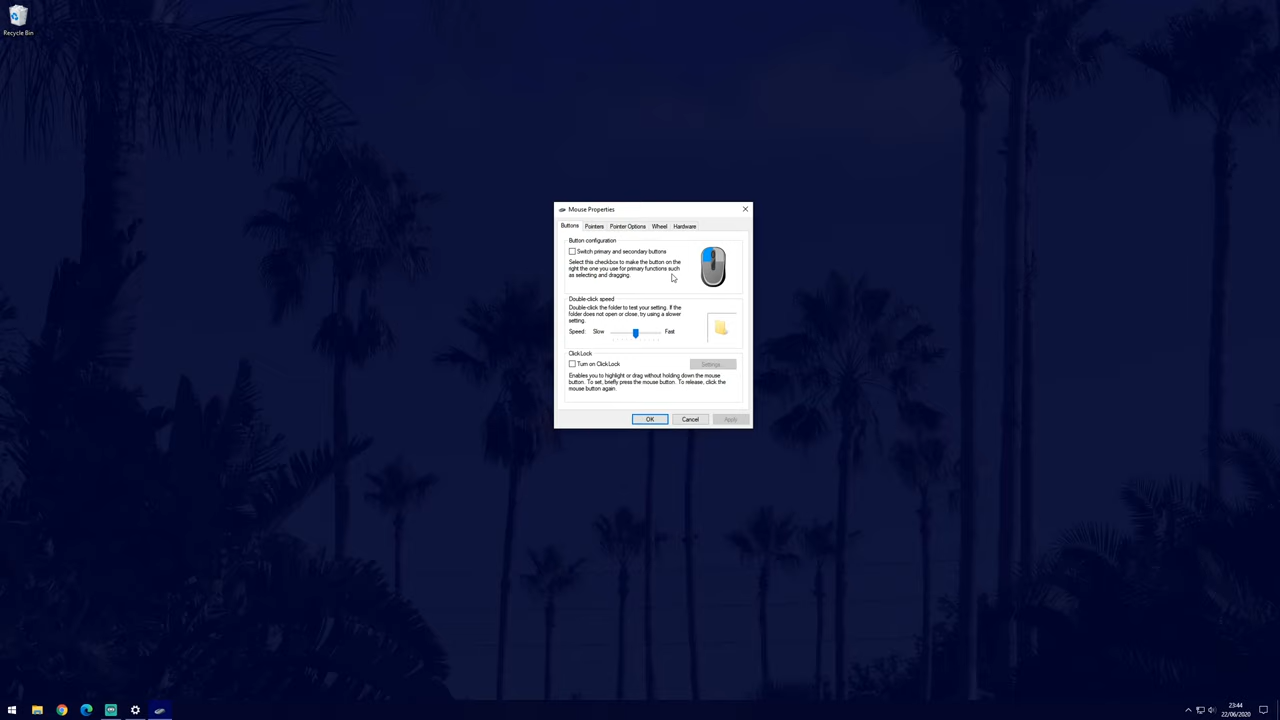 Recycle Bin
Mouse Properties
Buttons Pointers Pointer Options Wheel Hardware
Button configuration
Switch primary and secondary buttons
Select this checkbox to make the button on the
right the one you use for primary functions such
as selecting and dragging.
Double-click speed
Double-click the folder to test your setting. If the
folder does not open or close, try using a slower
setting.
Speed: Slow Fast
ClickLock
Turn on ClickLock
Settings...
Enables you to highlight or drag without holding down the mouse
button. To set, briefly press the mouse button. To release, click the
mouse button again.
OK Cancel Apply
23:44
22/06/2020